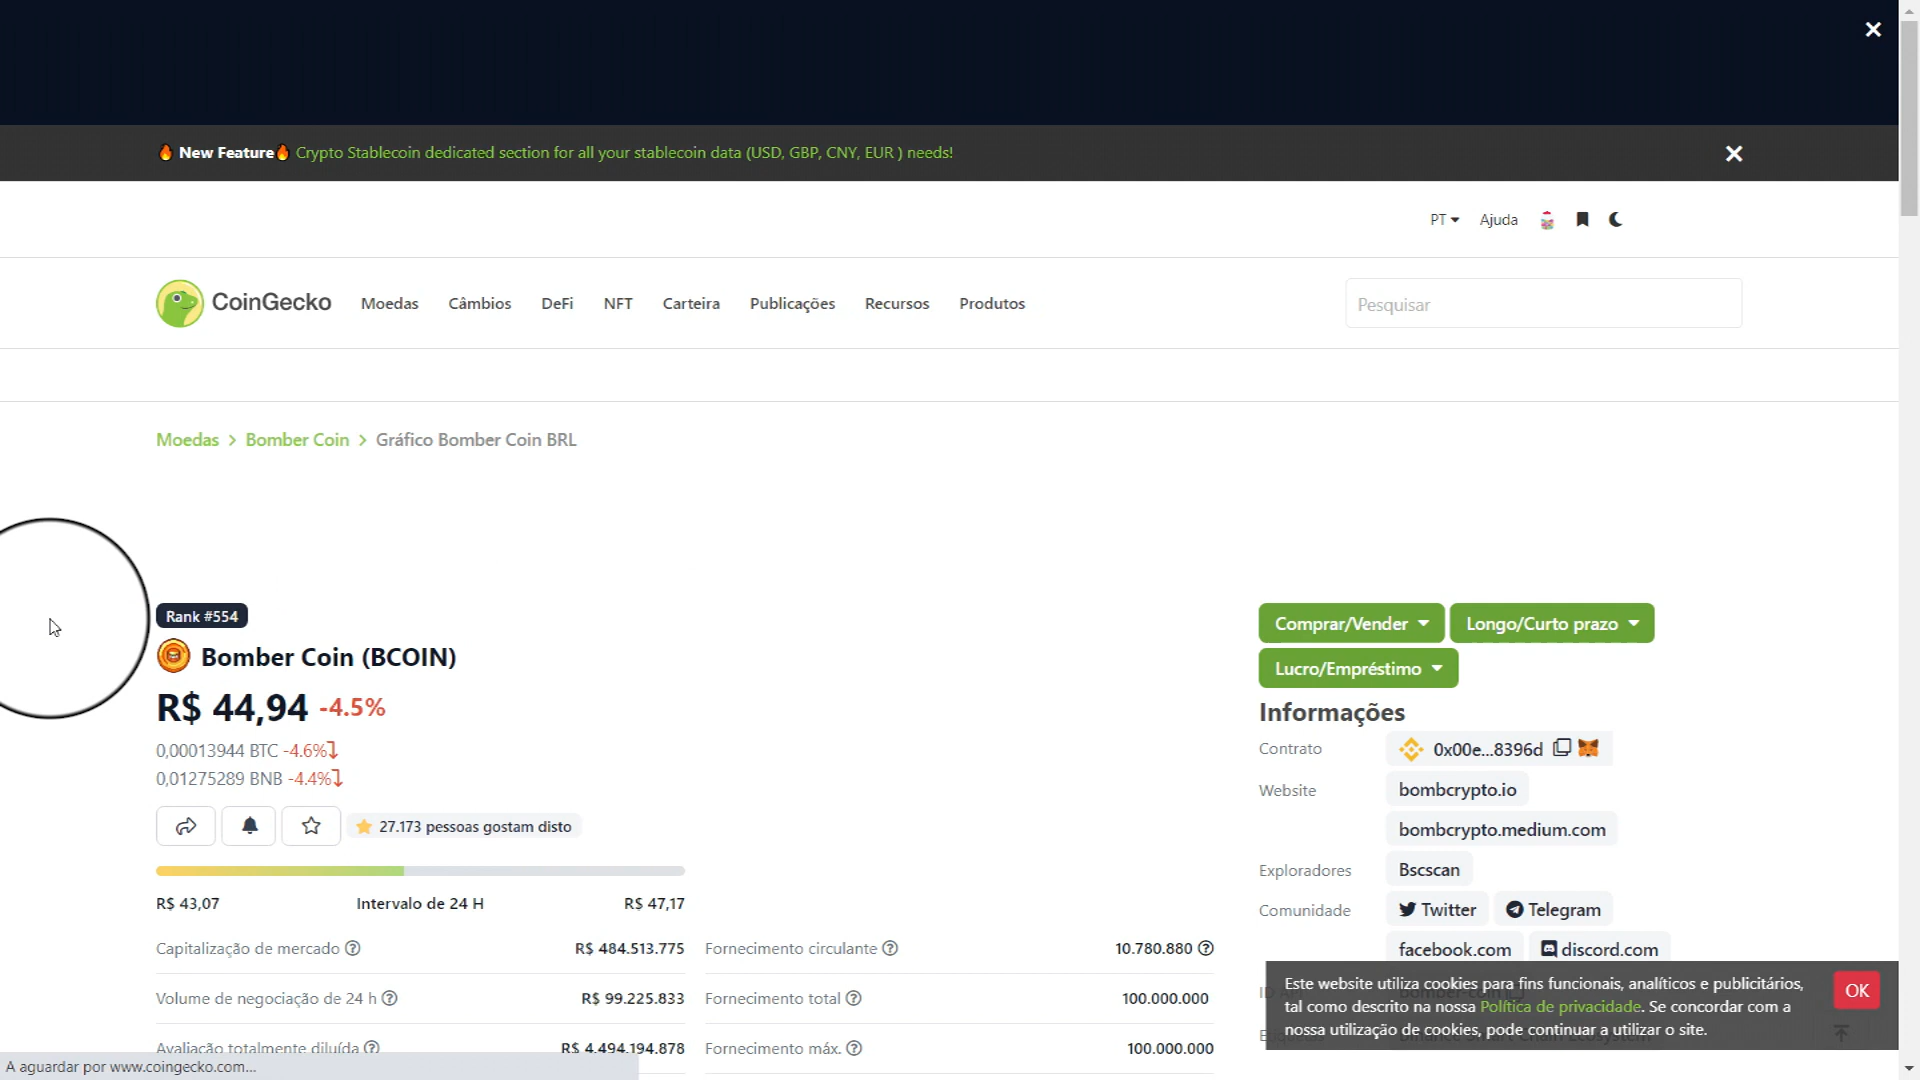 🔥 New Feature🔥 Crypto Stablecoin dedicated section for all your stablecoin data (USD, GBP, CNY, EUR ) needs!
PT Ajuda
CoinGecko Moedas Câmbios DeFi NFT Carteira Publicações Recursos Produtos Pesquisar
Moedas > Bomber Coin > Gráfico Bomber Coin BRL
Rank #554
Bomber Coin (BCOIN)
R$ 44,94 -4.5%
0,00013944 BTC -4.6%
0,01275289 BNB -4.4%
27.173 pessoas gostam disto
R$ 43,07 Intervalo de 24 H R$ 47,17
Capitalização de mercado R$ 484.513.775
Volume de negociação de 24 h R$ 99.225.833
Avaliação totalmente diluída R$ 4.494.194.878
Fornecimento circulante 10.780.880
Fornecimento total 100.000.000
Fornecimento máx. 100.000.000
Comprar/Vender Longo/Curto prazo
Lucro/Empréstimo
Informações
Contrato 0x00e...8396d
Website bombcrypto.io
bombcrypto.medium.com
Exploradores Bscscan
Comunidade Twitter Telegram
facebook.com discord.com
Este website utiliza cookies para fins funcionais, analíticos e publicitários,
tal como descrito na nossa Política de privacidade. Se concordar com a
nossa utilização de cookies, pode continuar a utilizar o site.
OK
A aguardar por www.coingecko.com...